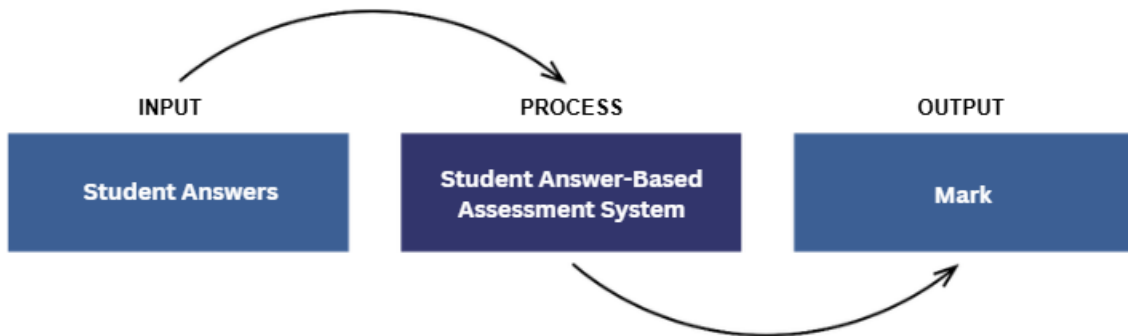 INPUT
PROCESS
OUTPUT
Student Answers
Student Answer-Based
Assessment System
Mark